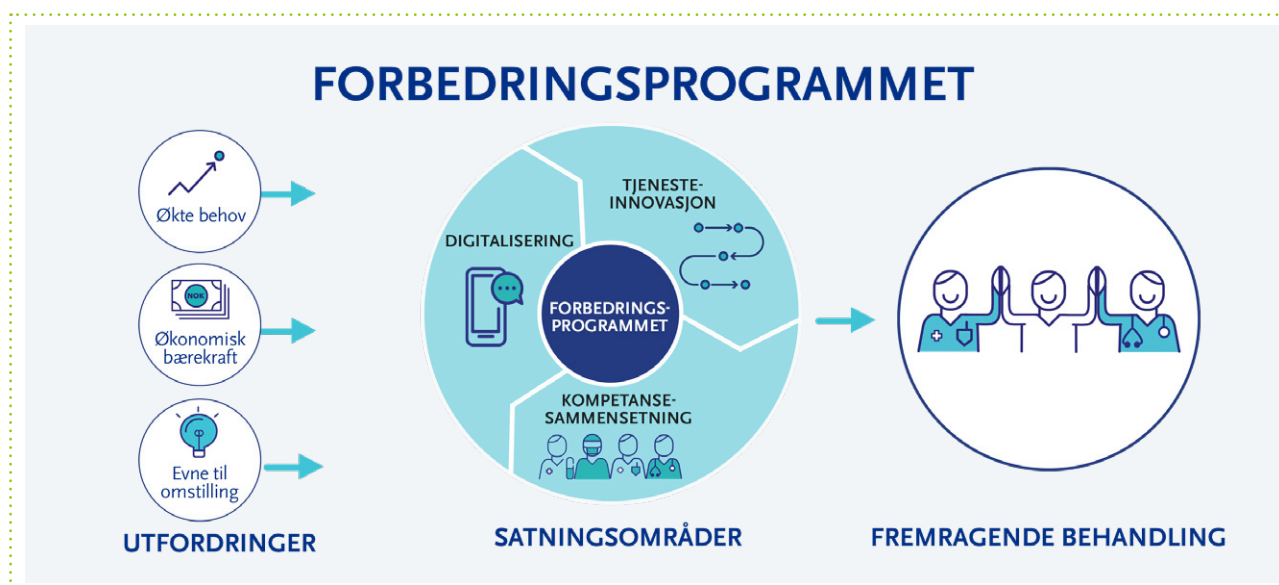 FORBEDRINGSPROGRAMMET
Økte behov
NOK
Økonomisk
bærekraft
Evne til
omstilling
UTFORDRINGER
TJENESTE-
INNOVASJON
DIGITALISERING
FORBEDRINGS-
PROGRAMMET
KOMPETANSE-
SAMMENSETNING
SATNINGSOMRÅDER
FREMRAGENDE BEHANDLING